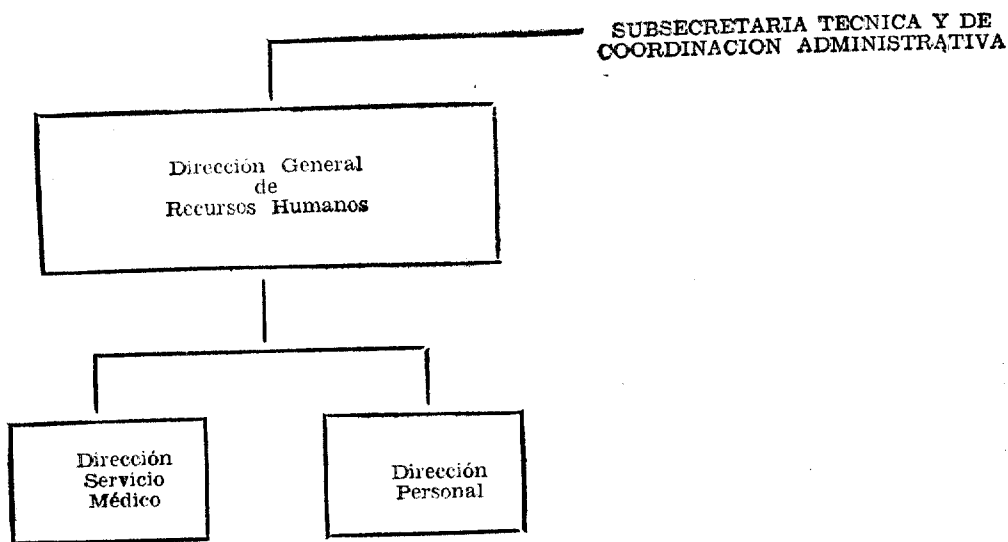 SUBSECRETARIA TECNICA Y DE
COORDINACION ADMINISTRATIVA
Dirección General
de
Recursos Humanos
Dirección
Servicio
Médico
Dirección
Personal